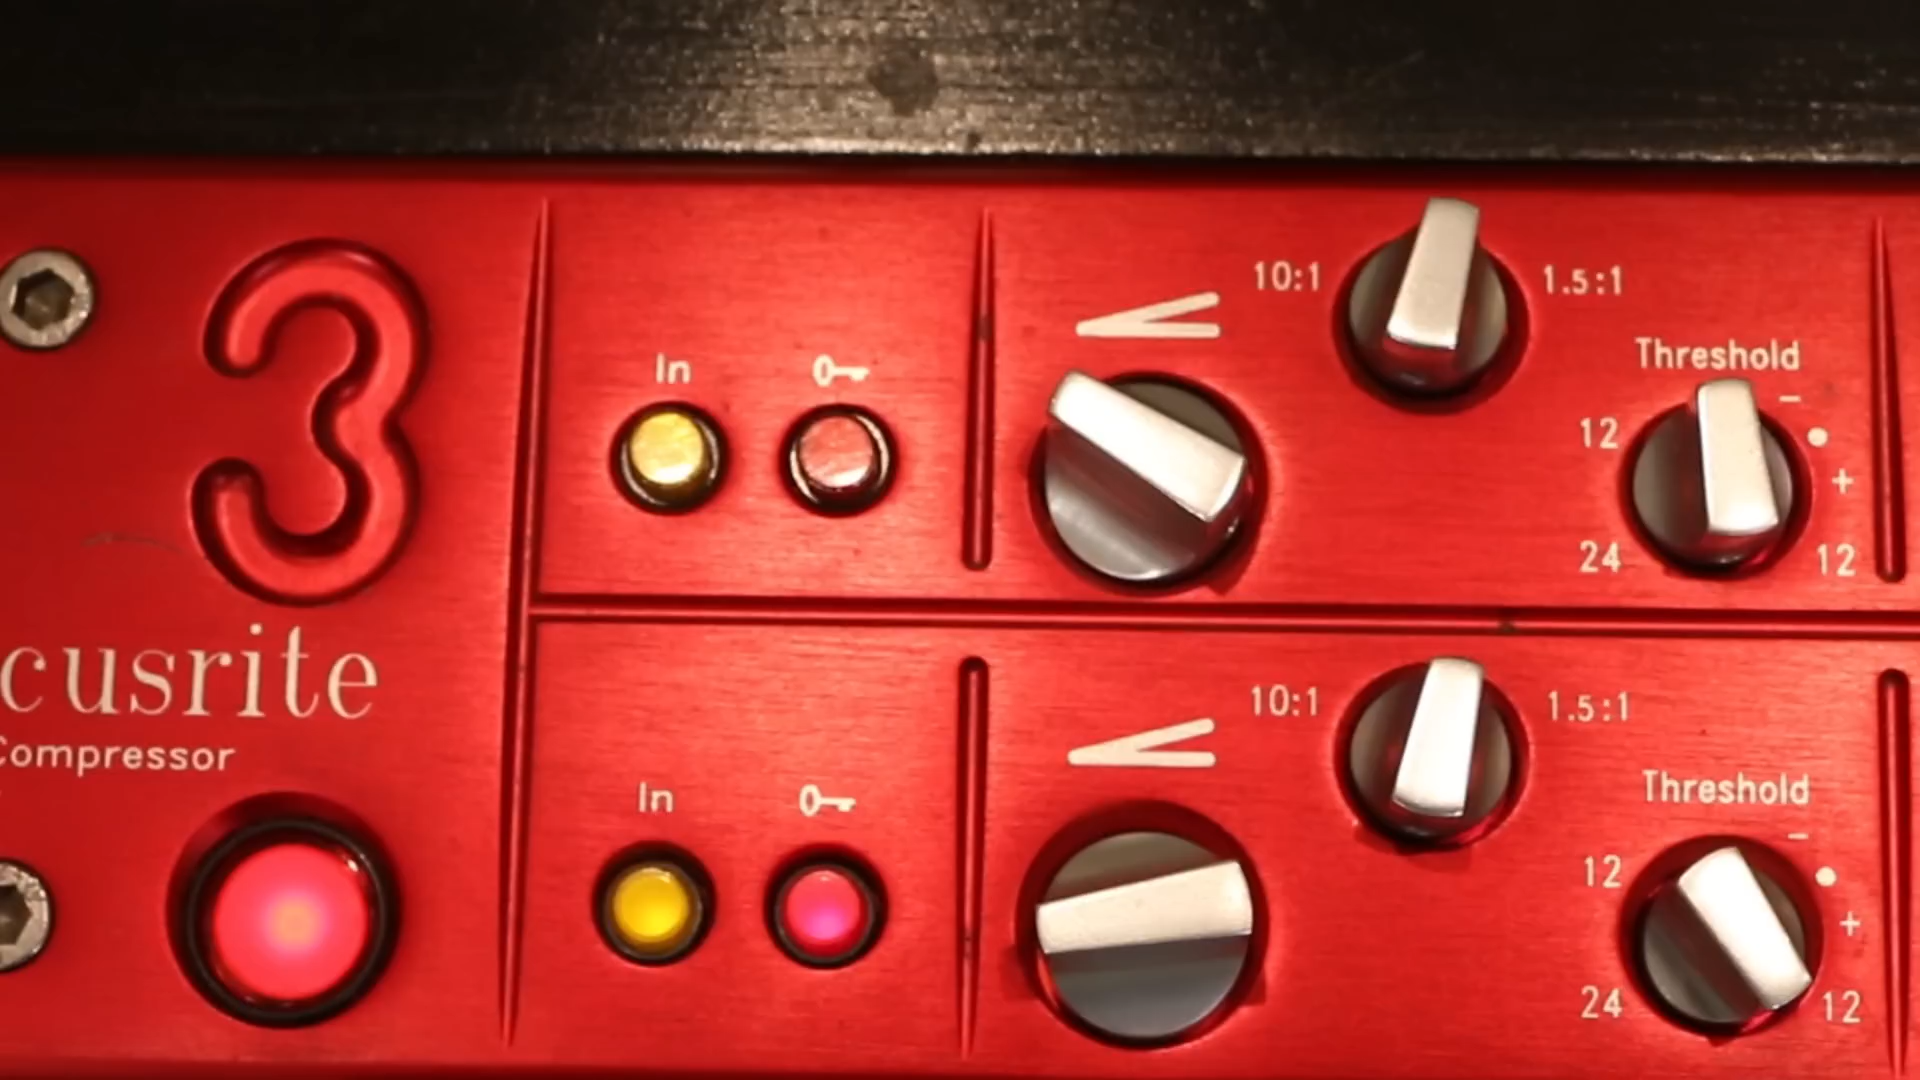 3
cusrite
Compressor
In
10:1 1.5:1
Threshold
−
12
+
24 12
In
10:1 1.5:1
Threshold
−
12
+
24 12